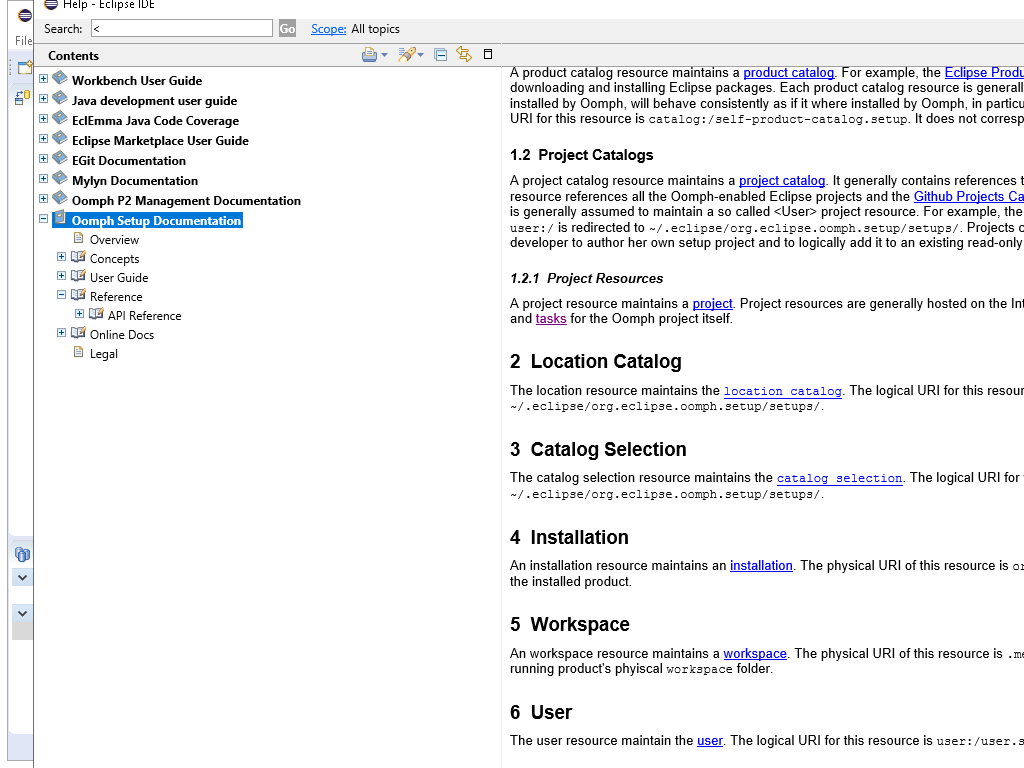 Help - Eclipse IDE
File
Search: < Go Scope: All topics
Contents
Workbench User Guide
Java development user guide
EclEmma Java Code Coverage
Eclipse Marketplace User Guide
EGit Documentation
Mylyn Documentation
Oomph P2 Management Documentation
Oomph Setup Documentation
Overview
Concepts
User Guide
Reference
API Reference
Online Docs
Legal
A product catalog resource maintains a product catalog. For example, the Eclipse Produ
downloading and installing Eclipse packages. Each product catalog resource is generall
installed by Oomph, will behave consistently as if it where installed by Oomph, in particu
URI for this resource is catalog:/self-product-catalog.setup. It does not corresp
1.2 Project Catalogs
A project catalog resource maintains a project catalog. It generally contains references t
resource references all the Oomph-enabled Eclipse projects and the Github Projects Ca
is generally assumed to maintain a so called <User> project resource. For example, the
user:/ is redirected to ~/.eclipse/org.eclipse.oomph.setup/setups/. Projects c
developer to author her own setup project and to logically add it to an existing read-only
1.2.1 Project Resources
A project resource maintains a project. Project resources are generally hosted on the Int
and tasks for the Oomph project itself.
2 Location Catalog
The location resource maintains the location catalog. The logical URI for this resour
~/.eclipse/org.eclipse.oomph.setup/setups/.
3 Catalog Selection
The catalog selection resource maintains the catalog selection. The logical URI for
~/.eclipse/org.eclipse.oomph.setup/setups/.
4 Installation
An installation resource maintains an installation. The physical URI of this resource is or
the installed product.
5 Workspace
An workspace resource maintains a workspace. The physical URI of this resource is .me
running product's phyiscal workspace folder.
6 User
The user resource maintain the user. The logical URI for this resource is user:/user.s